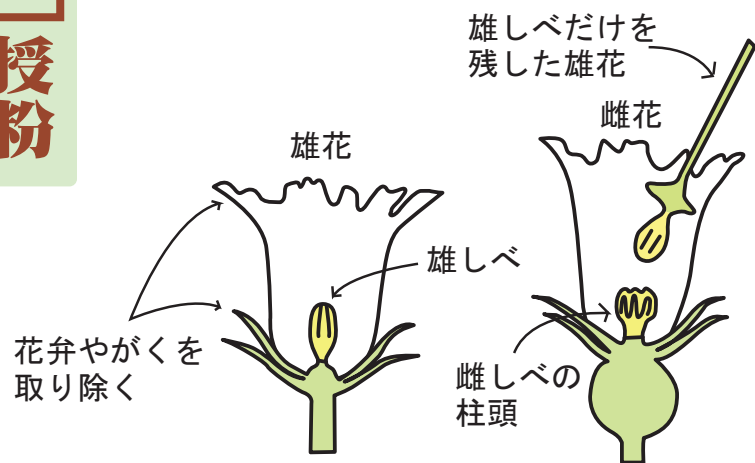 授粉
雄しべだけを
残した雄花
雌花
雄花
雄しべ
花弁やがくを
取り除く
雌しべの
柱頭